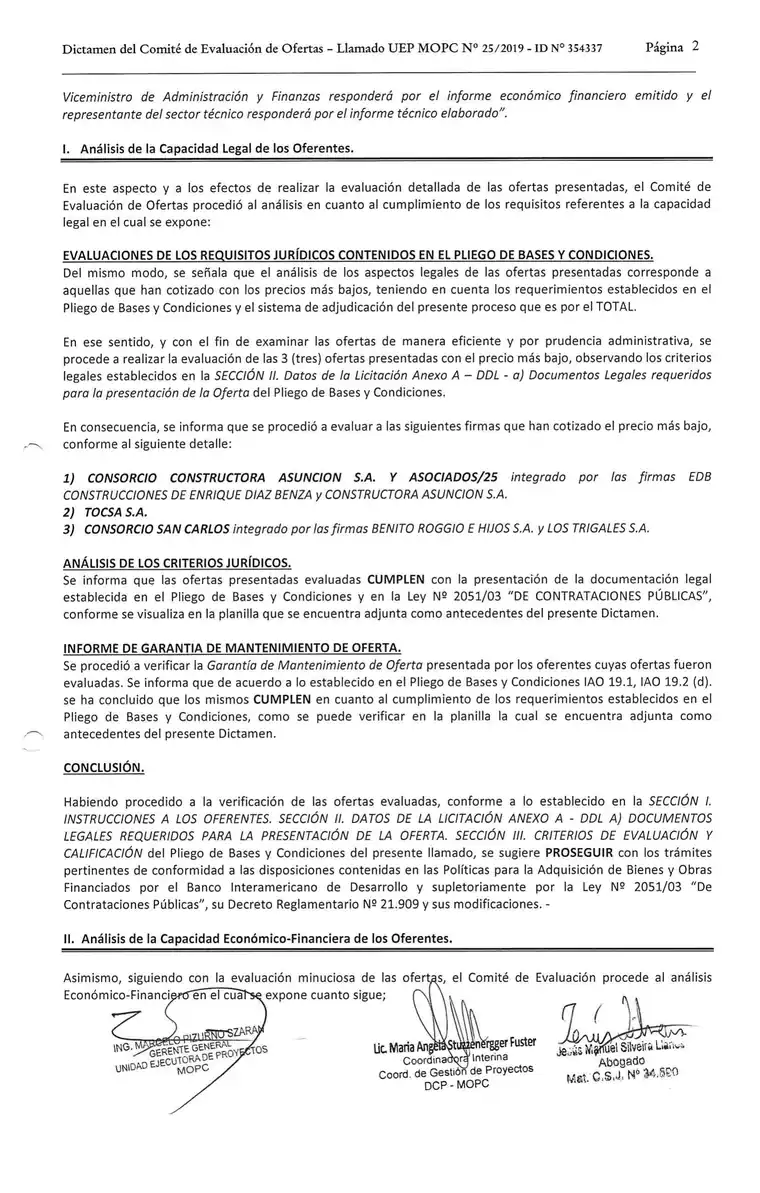 Dictamen del Comité de Evaluación de Ofertas – Llamado UEP MOPC Nº 25/2019 - ID N° 354337 Página 2
Viceministro de Administración y Finanzas responderá por el informe económico financiero emitido y el
representante del sector técnico responderá por el informe técnico elaborado”.
I. Análisis de la Capacidad Legal de los Oferentes.
En este aspecto y a los efectos de realizar la evaluación detallada de las ofertas presentadas, el Comité de
Evaluación de Ofertas procedió al análisis en cuanto al cumplimiento de los requisitos referentes a la capacidad
legal en el cual se expone:
EVALUACIONES DE LOS REQUISITOS JURÍDICOS CONTENIDOS EN EL PLIEGO DE BASES Y CONDICIONES.
Del mismo modo, se señala que el análisis de los aspectos legales de las ofertas presentadas corresponde a
aquellas que han cotizado con los precios más bajos, teniendo en cuenta los requerimientos establecidos en el
Pliego de Bases y Condiciones y el sistema de adjudicación del presente proceso que es por el TOTAL.
En ese sentido, y con el fin de examinar las ofertas de manera eficiente y por prudencia administrativa, se
procede a realizar la evaluación de las 3 (tres) ofertas presentadas con el precio más bajo, observando los criterios
legales establecidos en la SECCIÓN II. Datos de la Licitación Anexo A – DDL - a) Documentos Legales requeridos
para la presentación de la Oferta del Pliego de Bases y Condiciones.
En consecuencia, se informa que se procedió a evaluar a las siguientes firmas que han cotizado el precio más bajo,
conforme al siguiente detalle:
1) CONSORCIO CONSTRUCTORA ASUNCION S.A. Y ASOCIADOS/25 integrado por las firmas EDB
CONSTRUCCIONES DE ENRIQUE DIAZ BENZA y CONSTRUCTORA ASUNCION S.A.
2) TOCSA S.A.
3) CONSORCIO SAN CARLOS integrado por las firmas BENITO ROGGIO E HIJOS S.A. y LOS TRIGALES S.A.
ANÁLISIS DE LOS CRITERIOS JURÍDICOS.
Se informa que las ofertas presentadas evaluadas CUMPLEN con la presentación de la documentación legal
establecida en el Pliego de Bases y Condiciones y en la Ley Nº 2051/03 “DE CONTRATACIONES PÚBLICAS”,
conforme se visualiza en la planilla que se encuentra adjunta como antecedentes del presente Dictamen.
INFORME DE GARANTIA DE MANTENIMIENTO DE OFERTA.
Se procedió a verificar la Garantía de Mantenimiento de Oferta presentada por los oferentes cuyas ofertas fueron
evaluadas. Se informa que de acuerdo a lo establecido en el Pliego de Bases y Condiciones IAO 19.1, IAO 19.2 (d).
se ha concluido que los mismos CUMPLEN en cuanto al cumplimiento de los requerimientos establecidos en el
Pliego de Bases y Condiciones, como se puede verificar en la planilla la cual se encuentra adjunta como
antecedentes del presente Dictamen.
CONCLUSIÓN.
Habiendo procedido a la verificación de las ofertas evaluadas, conforme a lo establecido en la SECCIÓN I.
INSTRUCCIONES A LOS OFERENTES. SECCIÓN II. DATOS DE LA LICITACIÓN ANEXO A - DDL A) DOCUMENTOS
LEGALES REQUERIDOS PARA LA PRESENTACIÓN DE LA OFERTA. SECCIÓN III. CRITERIOS DE EVALUACIÓN Y
CALIFICACIÓN del Pliego de Bases y Condiciones del presente llamado, se sugiere PROSEGUIR con los trámites
pertinentes de conformidad a las disposiciones contenidas en las Políticas para la Adquisición de Bienes y Obras
Financiados por el Banco Interamericano de Desarrollo y supletoriamente por la Ley Nº 2051/03 “De
Contrataciones Públicas”, su Decreto Reglamentario Nº 21.909 y sus modificaciones. -
II. Análisis de la Capacidad Económico-Financiera de los Oferentes.
Asimismo, siguiendo con la evaluación minuciosa de las ofertas, el Comité de Evaluación procede al análisis
Económico-Financiero en el cual se expone cuanto sigue;
ING. MARCELO PIZURNO SZARAN
GERENTE GENERAL
UNIDAD EJECUTORA DE PROYECTOS
MOPC
Lic. Maria Angela Fuster
Coordinadora Interina
Coord. de Gestión de Proyectos
DCP - MOPC
Jesús Manuel Silveira
Abogado
Mat. C.S.J. Nº